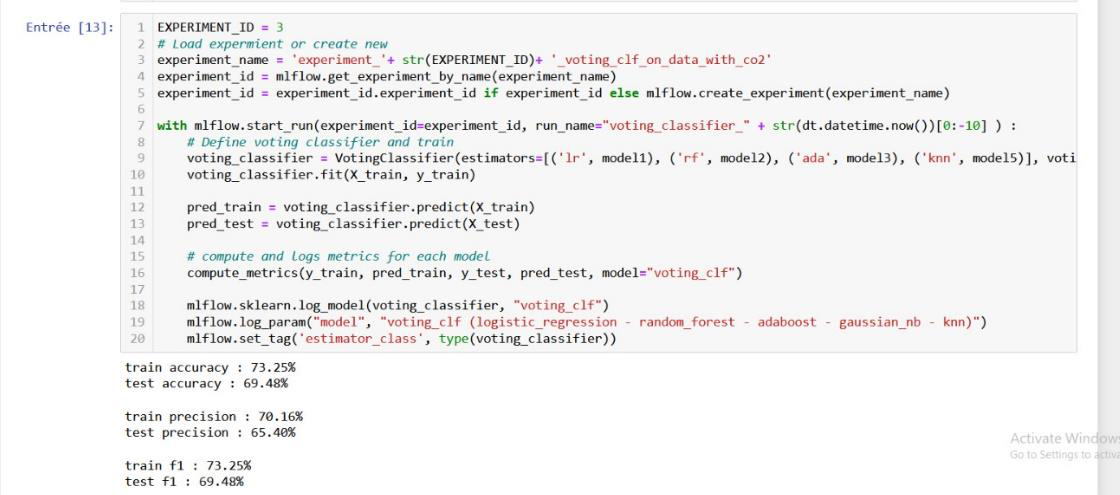 Entrée [13]:
1 EXPERIMENT_ID = 3
2 # Load expermient or create new
3 experiment_name = 'experiment_'+ str(EXPERIMENT_ID)+ '_voting_clf_on_data_with_co2'
4 experiment_id = mlflow.get_experiment_by_name(experiment_name)
5 experiment_id = experiment_id.experiment_id if experiment_id else mlflow.create_experiment(experiment_name)
6
7 with mlflow.start_run(experiment_id=experiment_id, run_name="voting_classifier_" + str(dt.datetime.now())[0:-10] ) :
8     # Define voting classifier and train
9     voting_classifier = VotingClassifier(estimators=[('lr', model1), ('rf', model2), ('ada', model3), ('knn', model5)], voti
10     voting_classifier.fit(X_train, y_train)
11
12     pred_train = voting_classifier.predict(X_train)
13     pred_test = voting_classifier.predict(X_test)
14
15     # compute and logs metrics for each model
16     compute_metrics(y_train, pred_train, y_test, pred_test, model="voting_clf")
17
18     mlflow.sklearn.log_model(voting_classifier, "voting_clf")
19     mlflow.log_param("model", "voting_clf (logistic_regression - random_forest - adaboost - gaussian_nb - knn)")
20     mlflow.set_tag('estimator_class', type(voting_classifier))
train accuracy : 73.25%
test accuracy : 69.48%
train precision : 70.16%
test precision : 65.40%
train f1 : 73.25%
test f1 : 69.48%
Activate Windows
Go to Settings to activa